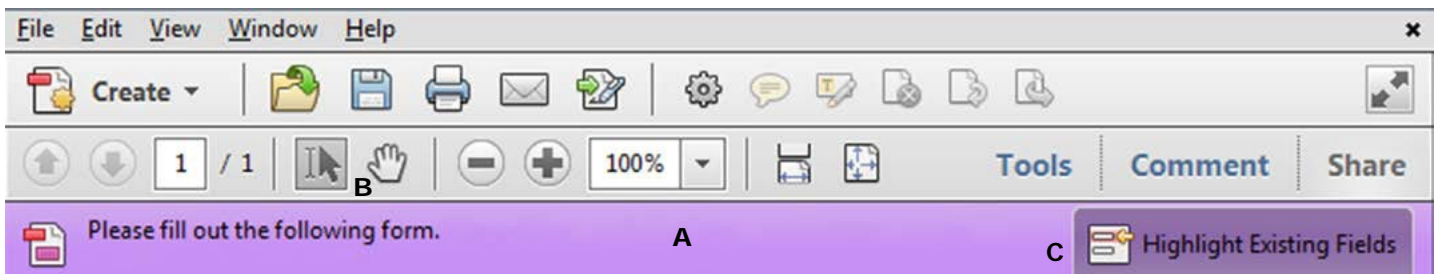 File Edit View Window Help
Create
1 / 1 100% Tools Comment Share
B
Please fill out the following form. A C Highlight Existing Fields